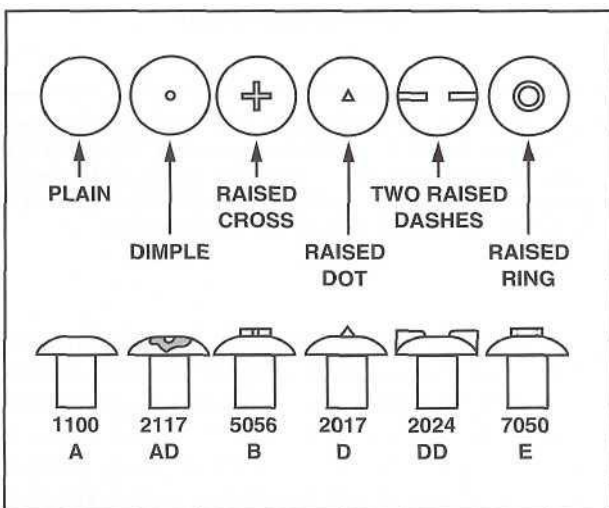 PLAIN
RAISED
CROSS
TWO RAISED
DASHES
DIMPLE
RAISED
DOT
RAISED
RING
1100 2117 5056 2017 2024 7050
A AD B D DD E